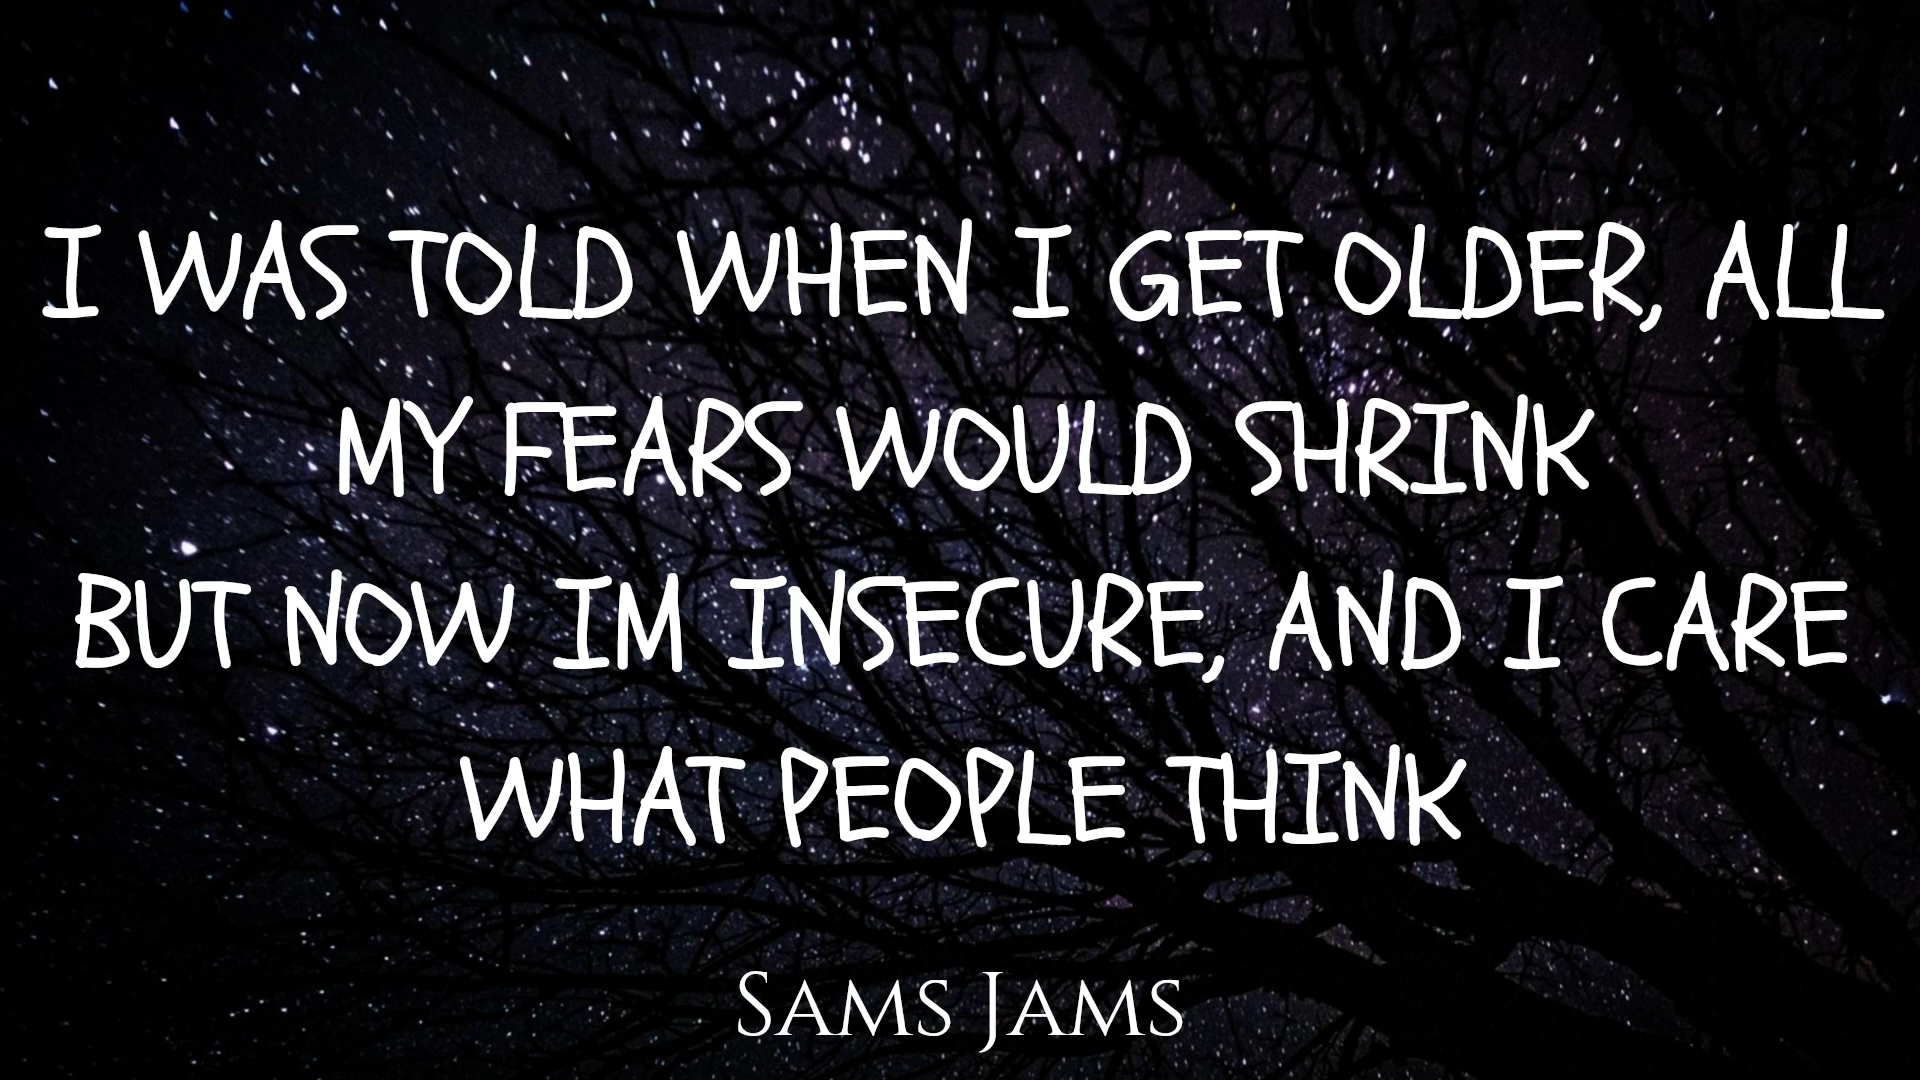 I WAS TOLD WHEN I GET OLDER, ALL
MY FEARS WOULD SHRINK
BUT NOW IM INSECURE, AND I CARE
WHAT PEOPLE THINK
SAMS JAMS